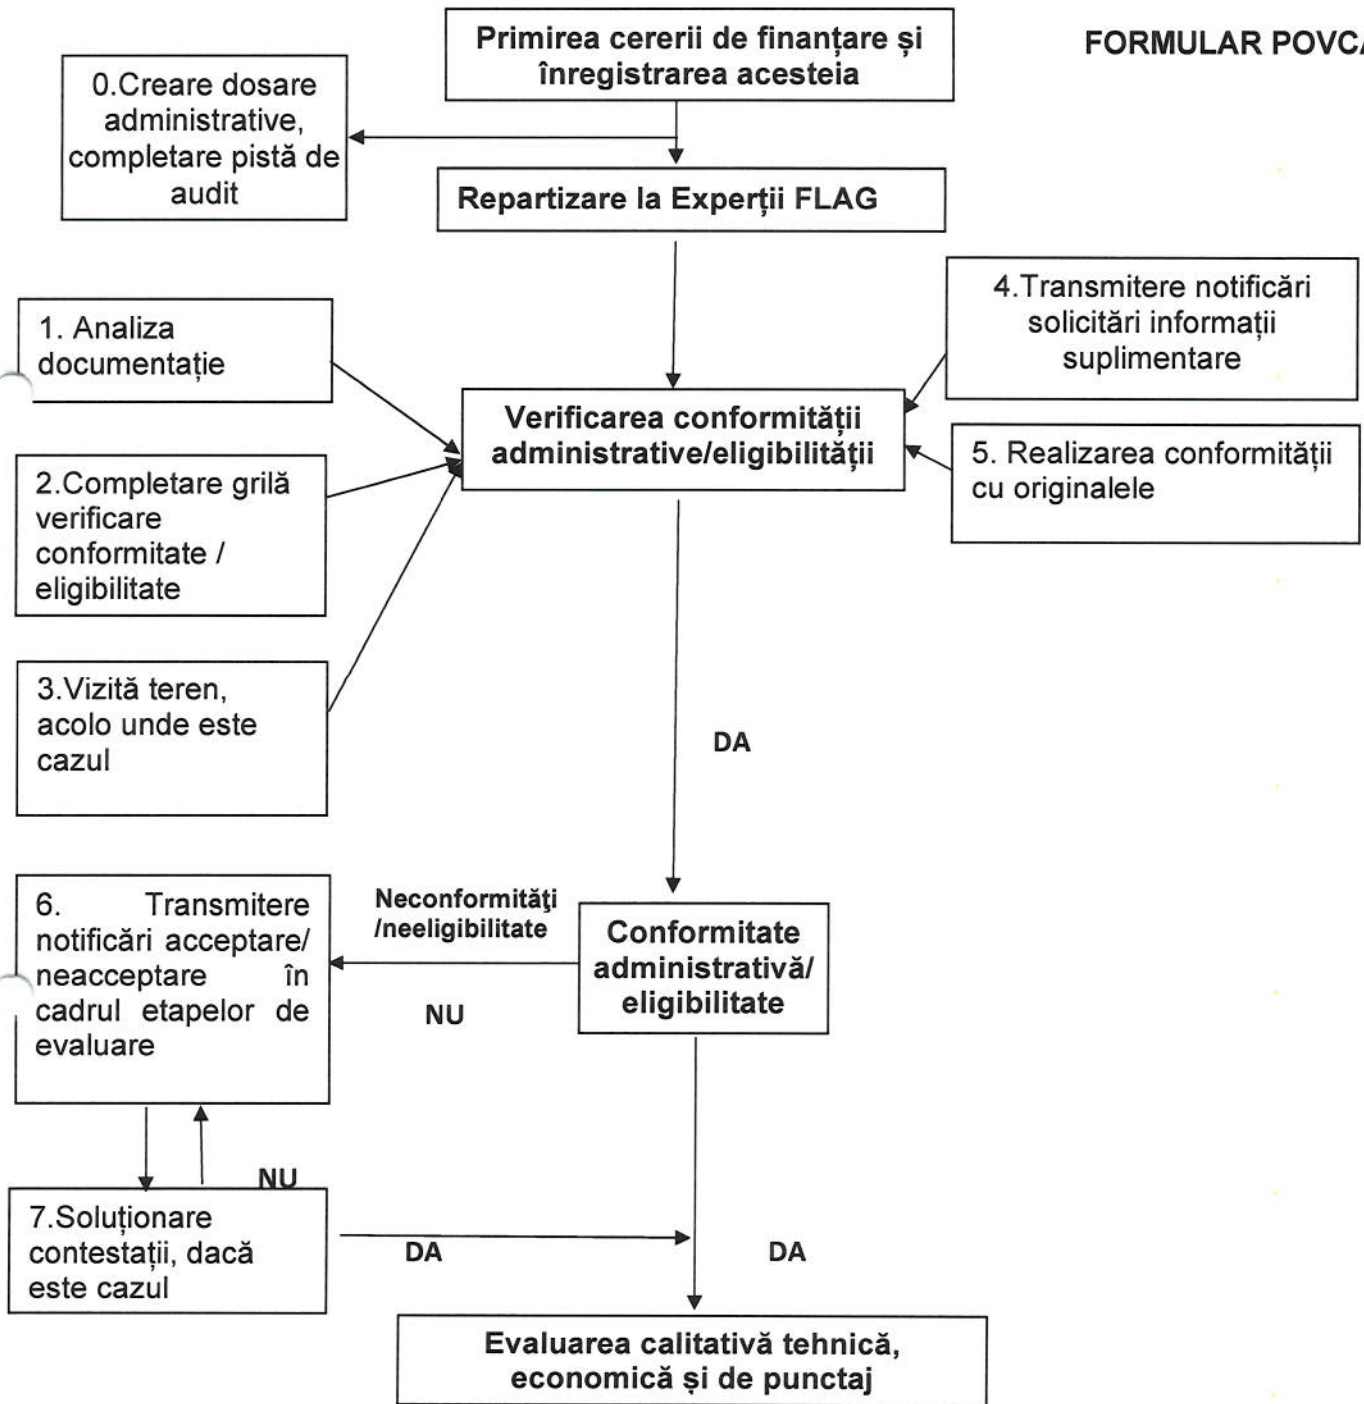 FORMULAR POVCA
Primirea cererii de finanțare și
înregistrarea acesteia
0.Creare dosare
administrative,
completare pistă de
audit
Repartizare la Experții FLAG
1. Analiza
documentație
4.Transmitere notificări
solicitări informații
suplimentare
Verificarea conformității
administrative/eligibilității
2.Completare grilă
verificare
conformitate /
eligibilitate
5. Realizarea conformității
cu originalele
3.Vizită teren,
acolo unde este
cazul
DA
6. Transmitere
notificări acceptare/
neacceptare în
cadrul etapelor de
evaluare
Neconformităţi
/neeligibilitate
NU
Conformitate
administrativă/
eligibilitate
NU
7.Soluționare
contestații, dacă
este cazul
DA
DA
Evaluarea calitativă tehnică,
economică și de punctaj